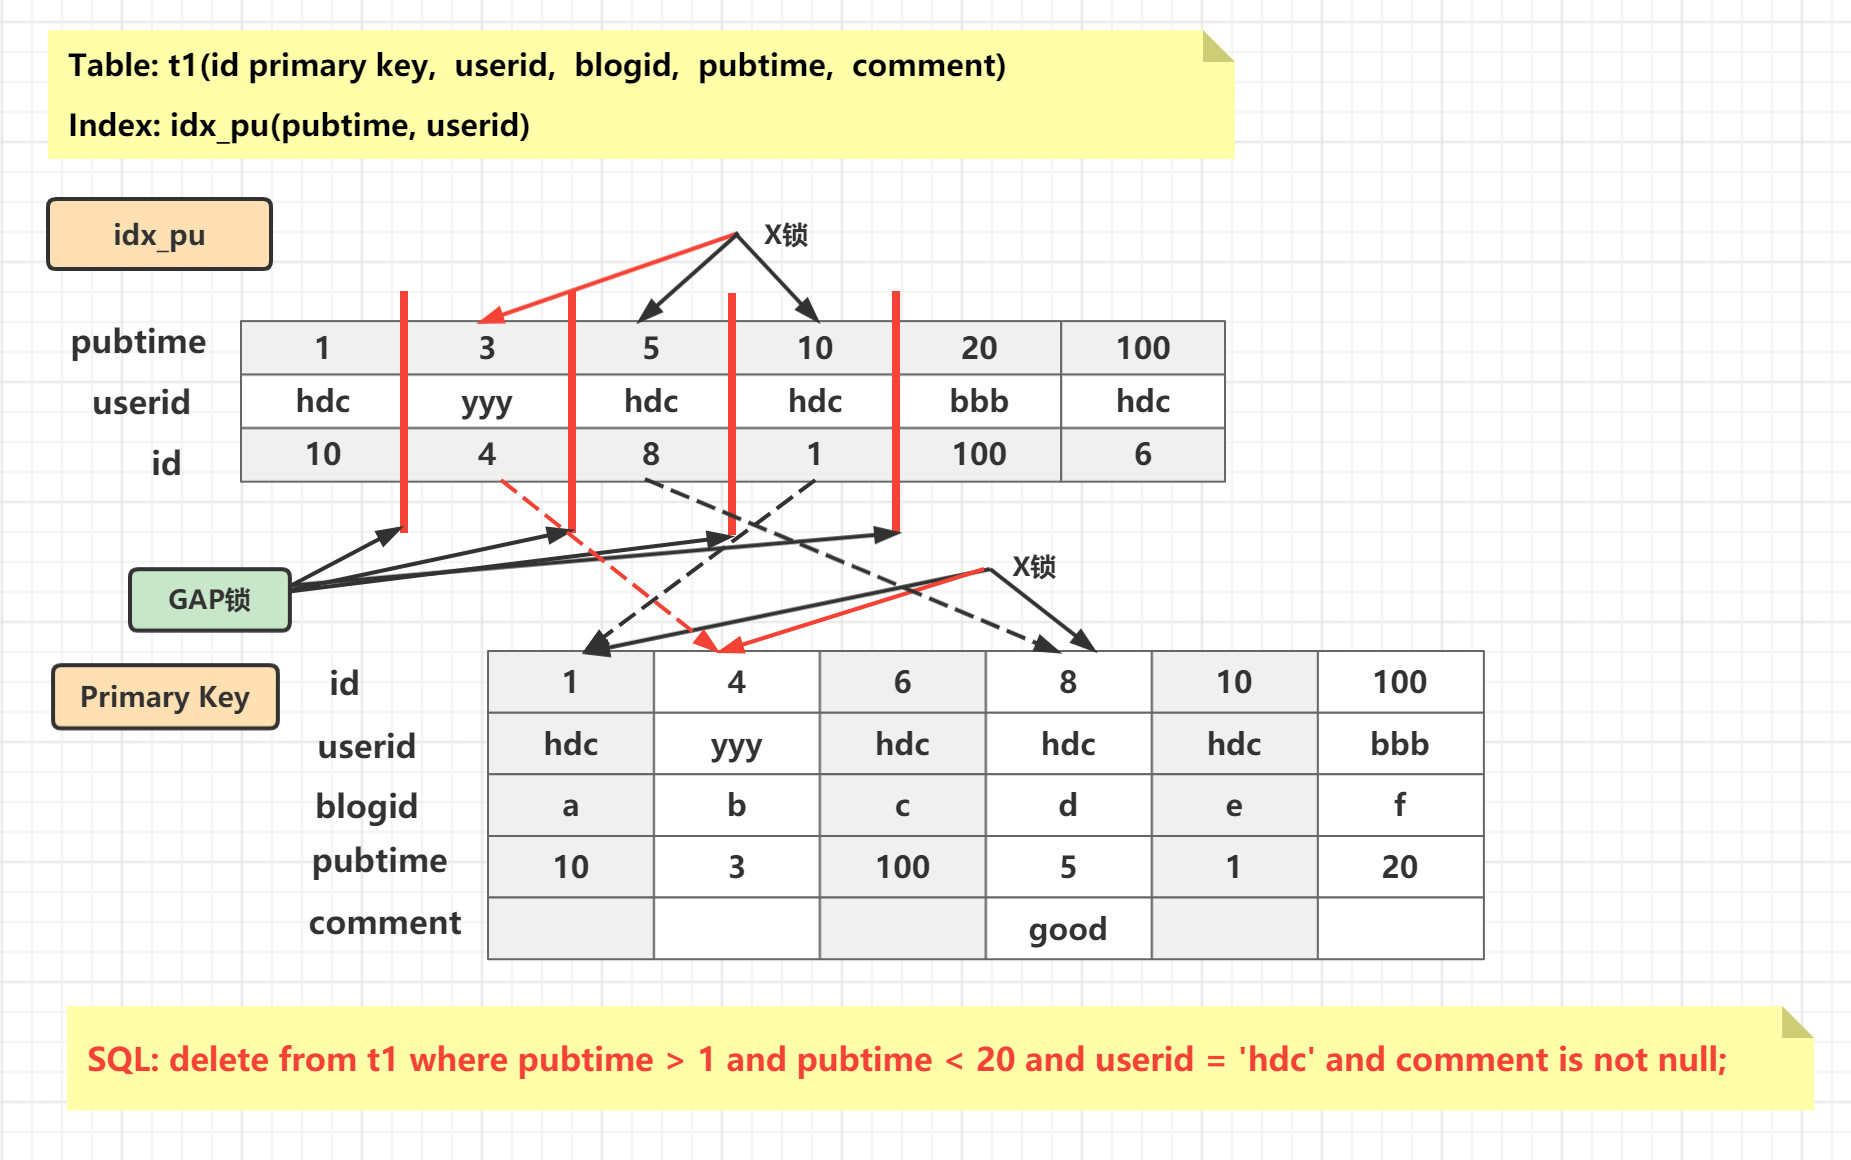 Table: t1(id primary key, userid, blogid, pubtime, comment)
Index: idx_pu(pubtime, userid)
idx_pu
X锁
pubtime 1 3 5 10 20 100
userid hdc yyy hdc hdc bbb hdc
id 10 4 8 1 100 6
X锁
GAP锁
Primary Key
id 1 4 6 8 10 100
userid hdc yyy hdc hdc hdc bbb
blogid a b c d e f
pubtime 10 3 100 5 1 20
comment good
SQL: delete from t1 where pubtime > 1 and pubtime < 20 and userid = 'hdc' and comment is not null;